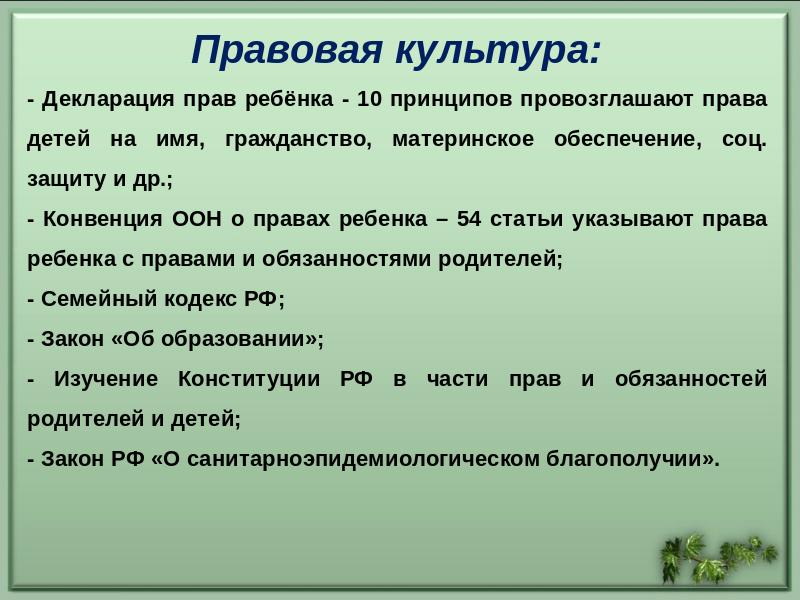 Правовая культура:
- Декларация прав ребёнка - 10 принципов провозглашают права
детей на имя, гражданство, материнское обеспечение, соц.
защиту и др.;
- Конвенция ООН о правах ребенка – 54 статьи указывают права
ребенка с правами и обязанностями родителей;
- Семейный кодекс РФ;
- Закон «Об образовании»;
- Изучение Конституции РФ в части прав и обязанностей
родителей и детей;
- Закон РФ «О санитарноэпидемиологическом благополучии».